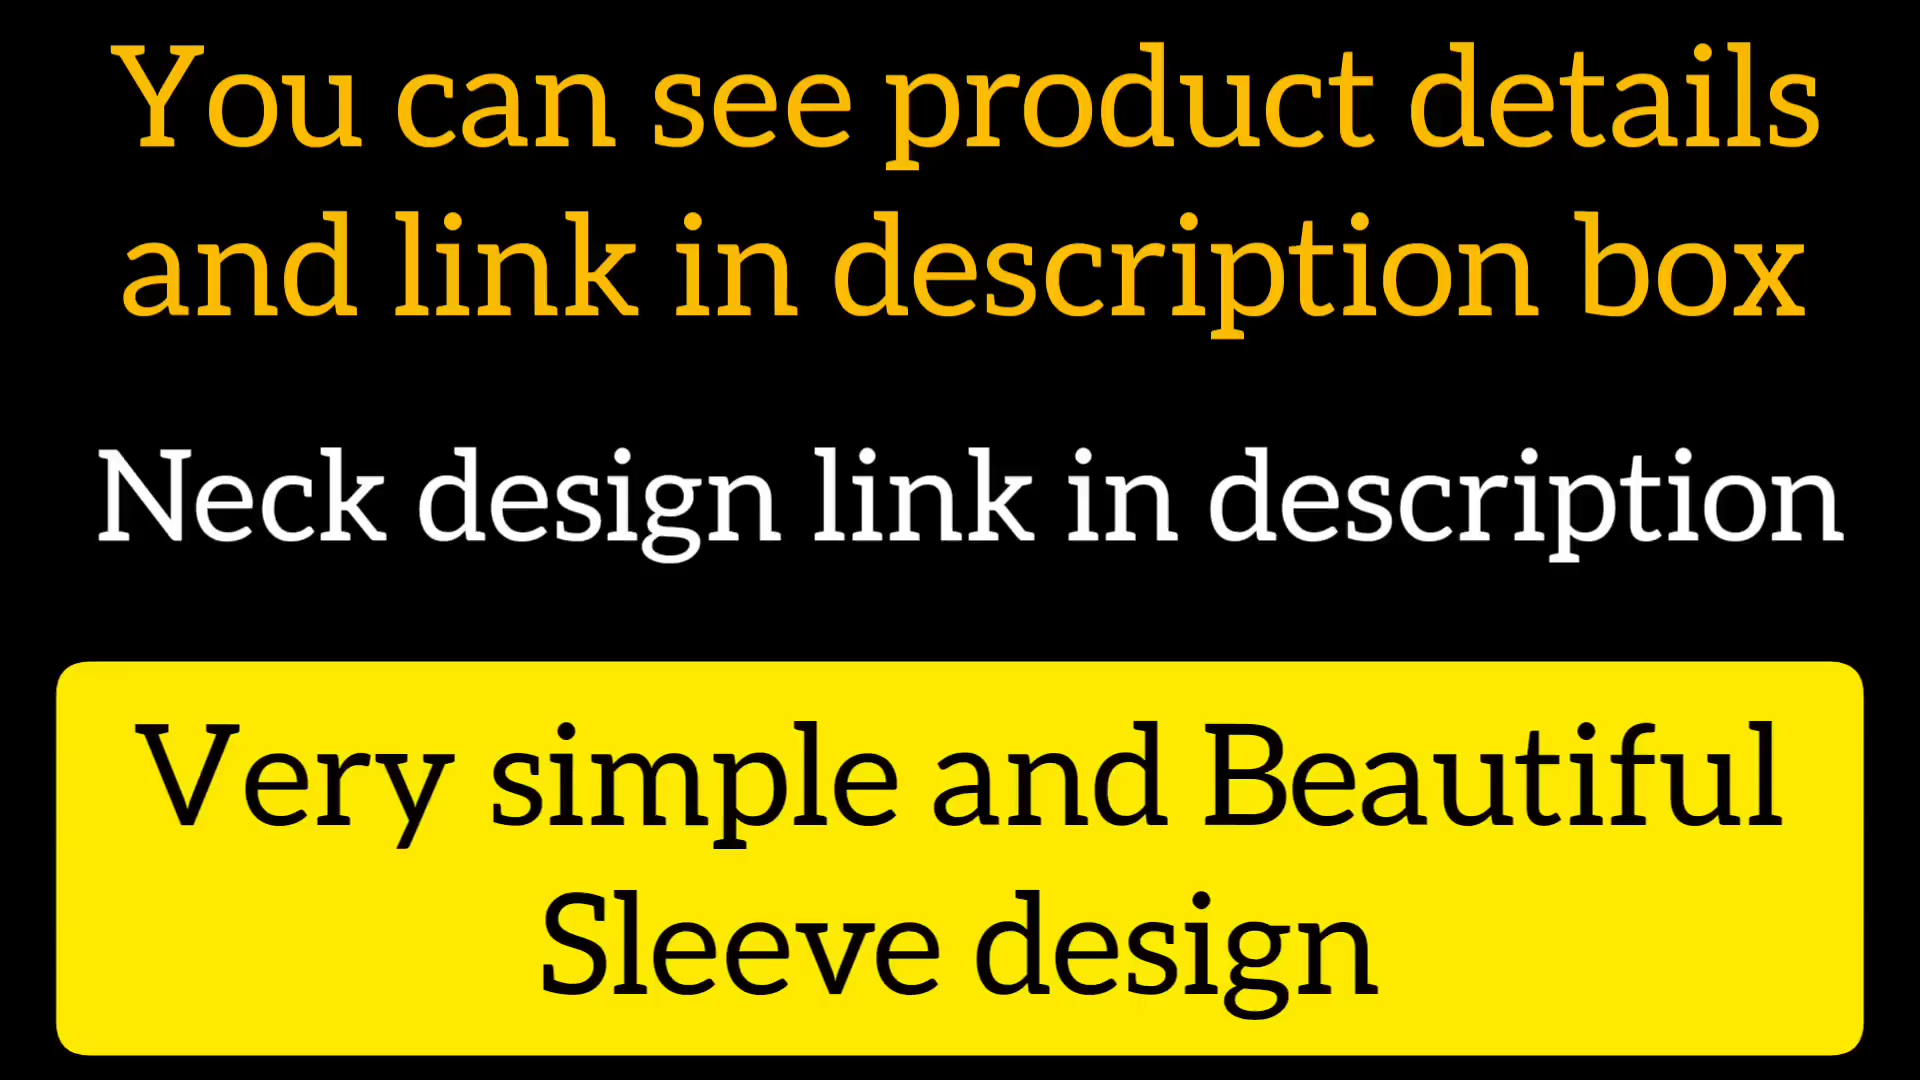 You can see product details
and link in description box
Neck design link in description
Very simple and Beautiful
Sleeve design